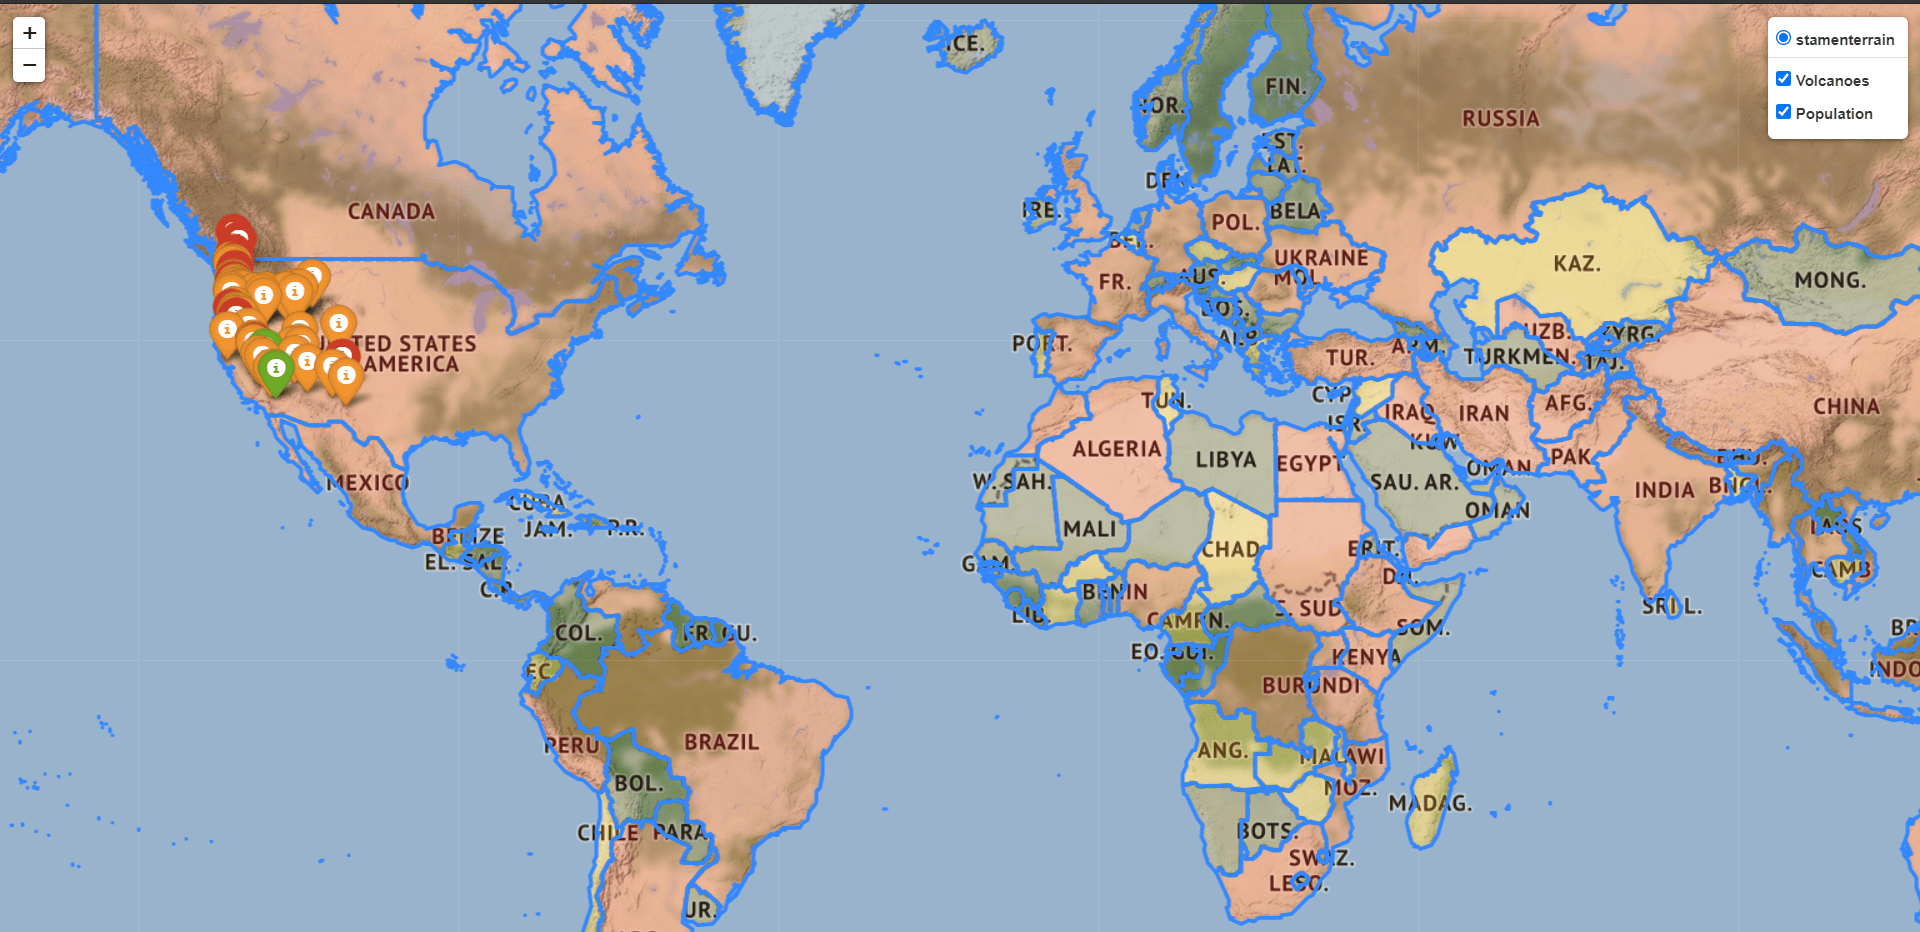 +
−
stamenterrain
Volcanoes
Population
ICE.
NOR.
FIN.
RUSSIA
EST.
LAT.
DEN.
IRE.
POL.
BELA
CANADA
BEL.
UKRAINE
KAZ.
FR.
AUS.
MOL.
MONG.
BOS.
ALB.
UZB.
KYRG.
UNITED STATES
AMERICA
PORT.
TUR.
ARM.
TURKMEN.
TAJ.
CYP.
TUN.
ISR.
IRAQ
IRAN
AFG.
CHINA
ALGERIA
LIBYA
EGYPT
KUW.
MEXICO
W. SAH.
SAU. AR.
OMAN
PAK.
BHU.
INDIA
BNGL.
CUBA
JAM.
P.R.
OMAN
BELIZE
EL. SAL.
C.R.
MALI
CHAD
ERIT.
LAOS
GAM.
DJ.
CAMB
BENIN
LIB.
CAMRN.
S. SUD.
SRI L.
COL.
FR. GU.
SOM.
BR.
EC.
EQ. GUI.
KENYA
INDO
BURUNDI
PERU
BRAZIL
ANG.
MALAWI
BOL.
MOZ.
MADAG.
CHILE
PARA.
BOTS.
SWAZ.
LESO.
UR.